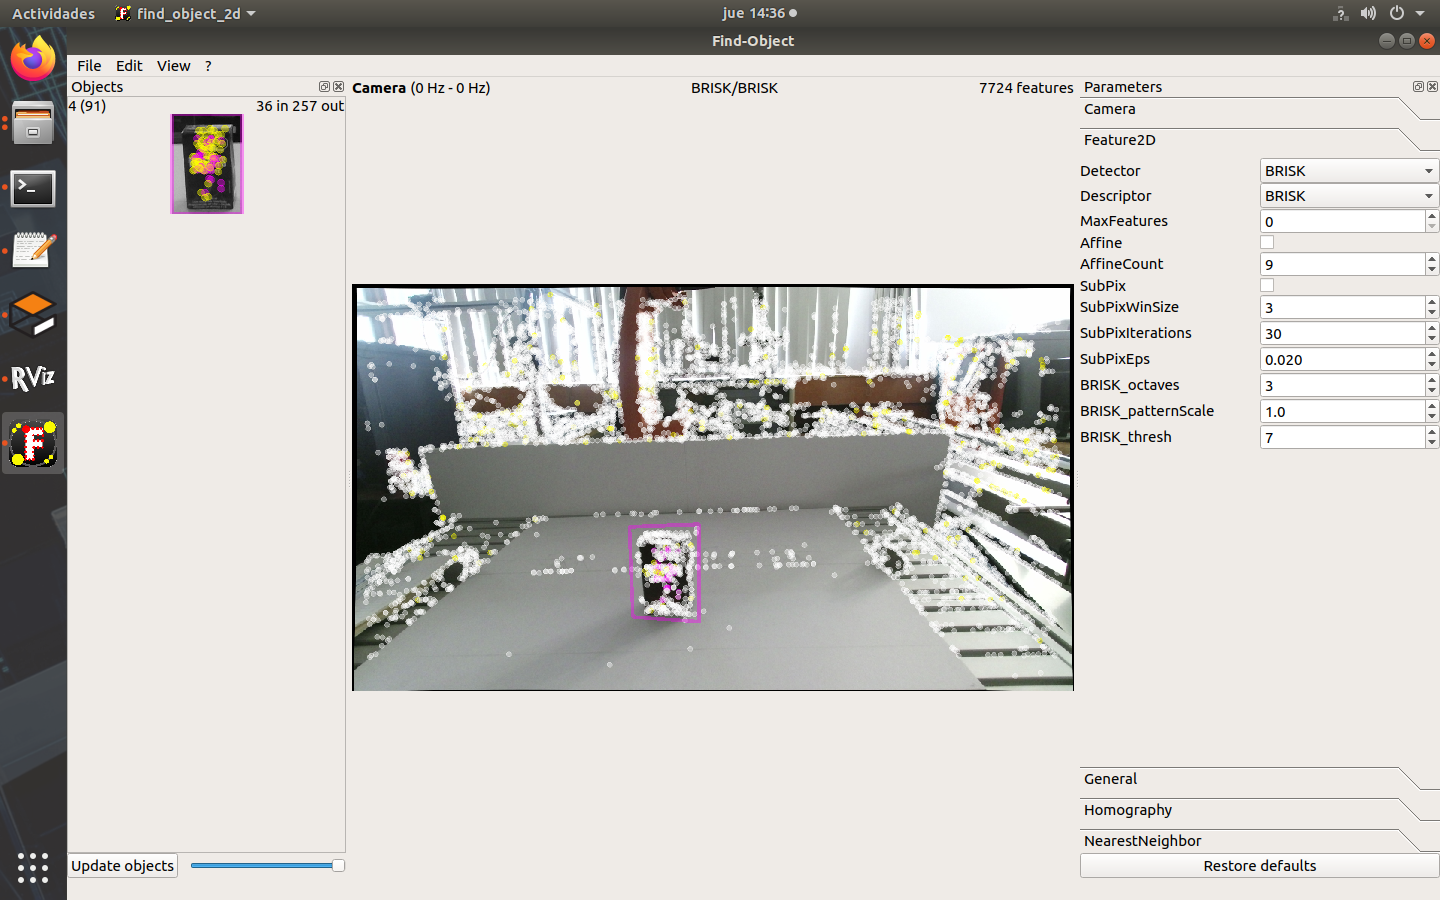 Actividades find_object_2d jue 14:36
Find-Object
File Edit View ?
Objects
4 (91) 36 in 257 out
Update objects
Camera (0 Hz - 0 Hz) BRISK/BRISK 7724 features
Parameters
Camera
Feature2D
Detector BRISK
Descriptor BRISK
MaxFeatures 0
Affine
AffineCount 9
SubPix
SubPixWinSize 3
SubPixIterations 30
SubPixEps 0.020
BRISK_octaves 3
BRISK_patternScale 1.0
BRISK_thresh 7
General
Homography
NearestNeighbor
Restore defaults
RViz
F